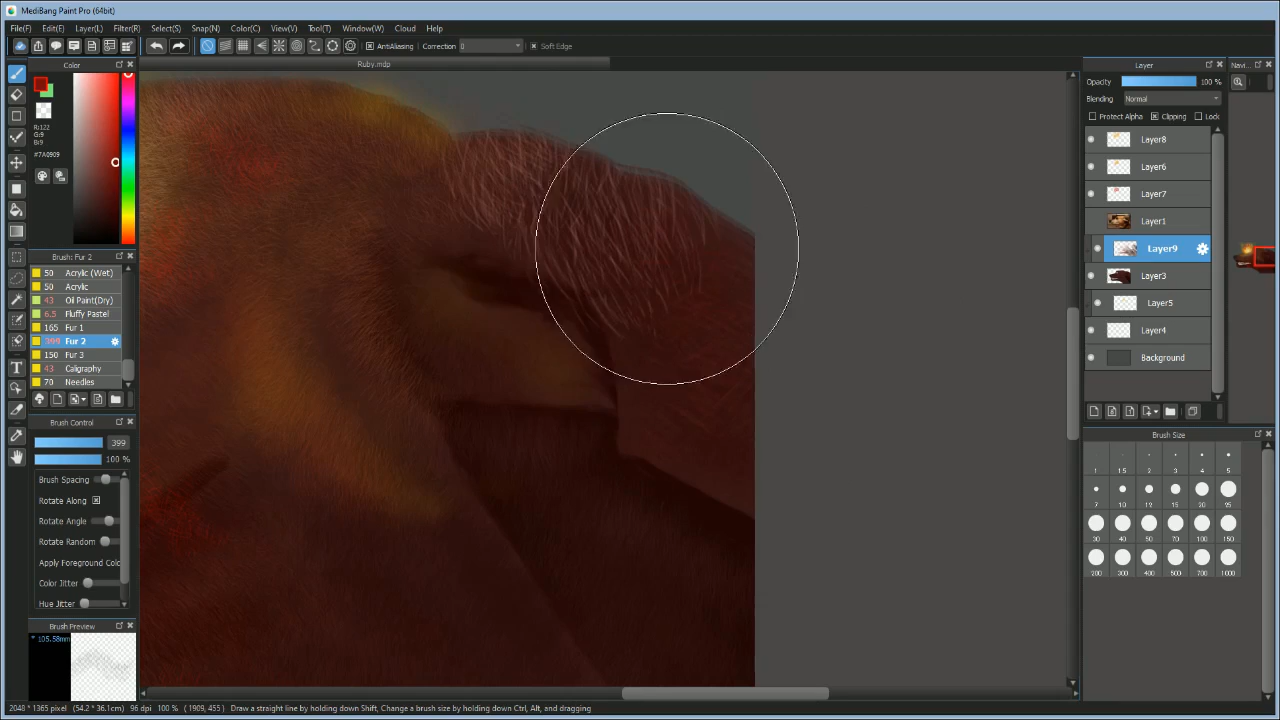 MediBang Paint Pro (64bit)
File(F) Edit(E) Layer(L) Filter(R) Select(S) Snap(N) Color(C) View(V) Tool(T) Window(W) Cloud Help
AntiAliasing Correction 0 Soft Edge
Color
Ruby.mdp
Layer
Navi...
Opacity 100 %
Blending Normal
Protect Alpha Clipping Lock
R:122
G:9
B:9
#7A0909
Layer8
Layer6
Layer7
Layer1
Layer9
Layer3
Layer5
Layer4
Background
Brush: Fur 2
50 Acrylic (Wet)
50 Acrylic
43 Oil Paint(Dry)
6.5 Fluffy Pastel
165 Fur 1
399 Fur 2
150 Fur 3
43 Caligraphy
70 Needles
Brush Control
399
100 %
Brush Spacing
Rotate Along
Rotate Angle
Rotate Random
Apply Foreground Colo
Color Jitter
Hue Jitter
Brush Size
1 1.5 2 3 4 5
7 10 12 15 20 25
30 40 50 70 100 150
200 300 400 500 700 1000
Brush Preview
105.58mm
2048 * 1365 pixel (54.2 * 36.1cm) 96 dpi 100 % (1909, 455) Draw a straight line by holding down Shift, Change a brush size by holding down Ctrl, Alt, and dragging